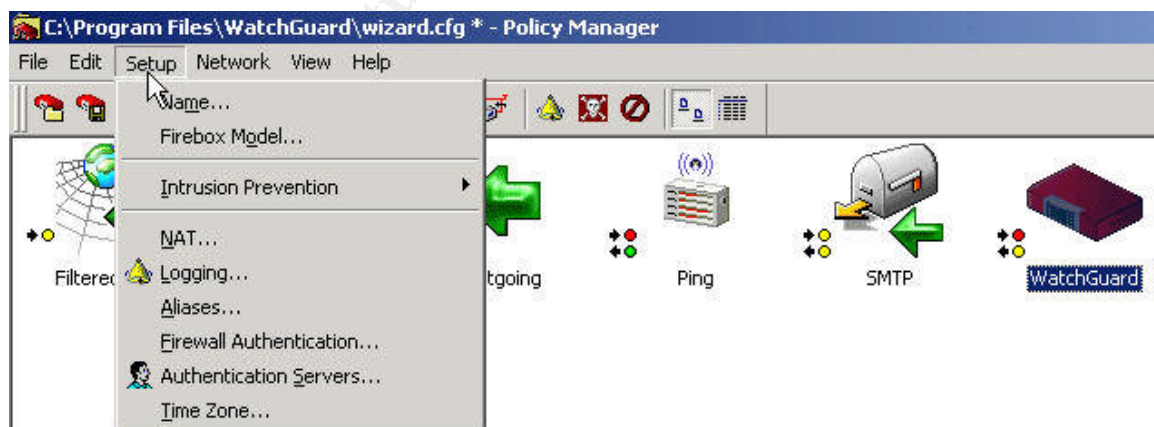 C:\Program Files\WatchGuard\wizard.cfg * - Policy Manager
File Edit Setup Network View Help
Name...
Firebox Model...
Intrusion Prevention
NAT...
Logging...
Aliases...
Firewall Authentication...
Authentication Servers...
Time Zone...
Filtered
tgoing
Ping
SMTP
WatchGuard